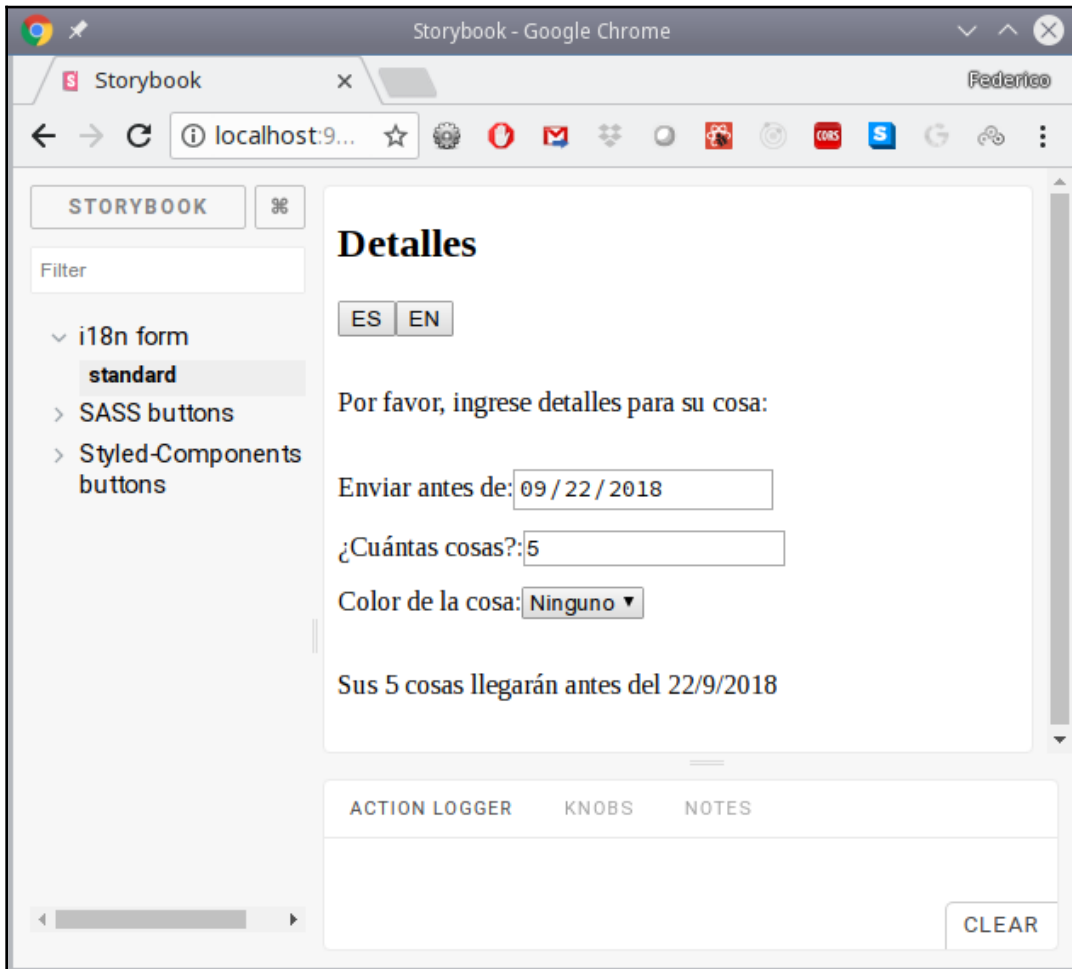 Storybook - Google Chrome
Storybook
Federico
localhost:9...
CORS
S
G
STORYBOOK ⌘
Filter
i18n form
standard
SASS buttons
Styled-Components
buttons
Detalles
ES EN
Por favor, ingrese detalles para su cosa:
Enviar antes de: 09/22/2018
¿Cuántas cosas?: 5
Color de la cosa: Ninguno
Sus 5 cosas llegarán antes del 22/9/2018
ACTION LOGGER KNOBS NOTES
CLEAR